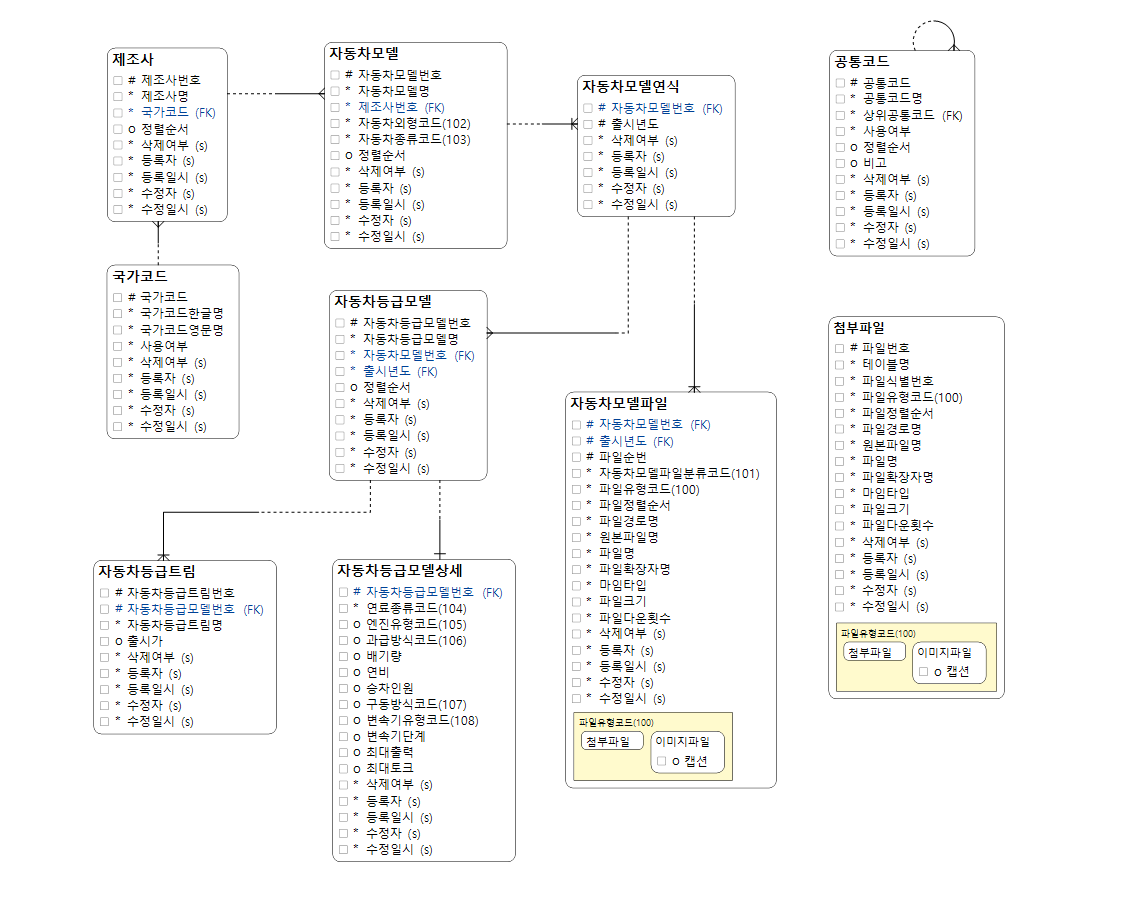 제조사
# 제조사번호
* 제조사명
* 국가코드 (FK)
o 정렬순서
* 삭제여부 (s)
* 등록자 (s)
* 등록일시 (s)
* 수정자 (s)
* 수정일시 (s)
자동차모델
# 자동차모델번호
* 자동차모델명
* 제조사번호 (FK)
* 자동차외형코드(102)
* 자동차종류코드(103)
o 정렬순서
* 삭제여부 (s)
* 등록자 (s)
* 등록일시 (s)
* 수정자 (s)
* 수정일시 (s)
자동차모델연식
# 자동차모델번호 (FK)
# 출시년도
* 삭제여부 (s)
* 등록자 (s)
* 등록일시 (s)
* 수정자 (s)
* 수정일시 (s)
공통코드
# 공통코드
* 공통코드명
* 상위공통코드 (FK)
* 사용여부
o 정렬순서
o 비고
* 삭제여부 (s)
* 등록자 (s)
* 등록일시 (s)
* 수정자 (s)
* 수정일시 (s)
국가코드
# 국가코드
* 국가코드한글명
* 국가코드영문명
* 사용여부
* 삭제여부 (s)
* 등록자 (s)
* 등록일시 (s)
* 수정자 (s)
* 수정일시 (s)
자동차등급모델
# 자동차등급모델번호
* 자동차등급모델명
* 자동차모델번호 (FK)
* 출시년도 (FK)
o 정렬순서
* 삭제여부 (s)
* 등록자 (s)
* 등록일시 (s)
* 수정자 (s)
* 수정일시 (s)
자동차모델파일
# 자동차모델번호 (FK)
# 출시년도 (FK)
# 파일순번
* 자동차모델파일분류코드(101)
* 파일유형코드(100)
* 파일정렬순서
* 파일경로명
* 원본파일명
* 파일명
* 파일확장자명
* 마임타입
* 파일크기
* 파일다운횟수
* 삭제여부 (s)
* 등록자 (s)
* 등록일시 (s)
* 수정자 (s)
* 수정일시 (s)
파일유형코드(100)
첨부파일
이미지파일
o 캡션
첨부파일
# 파일번호
* 테이블명
* 파일식별번호
* 파일유형코드(100)
* 파일정렬순서
* 파일경로명
* 원본파일명
* 파일명
* 파일확장자명
* 마임타입
* 파일크기
* 파일다운횟수
* 삭제여부 (s)
* 등록자 (s)
* 등록일시 (s)
* 수정자 (s)
* 수정일시 (s)
파일유형코드(100)
첨부파일
이미지파일
o 캡션
자동차등급트림
# 자동차등급트림번호
# 자동차등급모델번호 (FK)
* 자동차등급트림명
o 출시가
* 삭제여부 (s)
* 등록자 (s)
* 등록일시 (s)
* 수정자 (s)
* 수정일시 (s)
자동차등급모델상세
# 자동차등급모델번호 (FK)
* 연료종류코드(104)
o 엔진유형코드(105)
o 과급방식코드(106)
o 배기량
o 연비
o 승차인원
o 구동방식코드(107)
o 변속기유형코드(108)
o 변속기단계
o 최대출력
o 최대토크
* 삭제여부 (s)
* 등록자 (s)
* 등록일시 (s)
* 수정자 (s)
* 수정일시 (s)